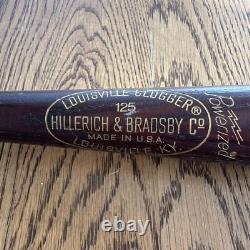 LOUISVILLE SLUGGER®
125
HILLERICH & BRADSBY Cº
MADE IN U.S.A.
LOUISVILLE, KY.
Powerized